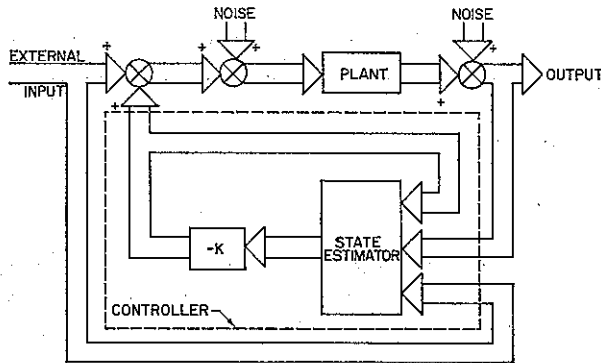 NOISE
NOISE
+
+
+
+
EXTERNAL
INPUT
PLANT
OUTPUT
+
+
-K
STATE
ESTIMATOR
CONTROLLER